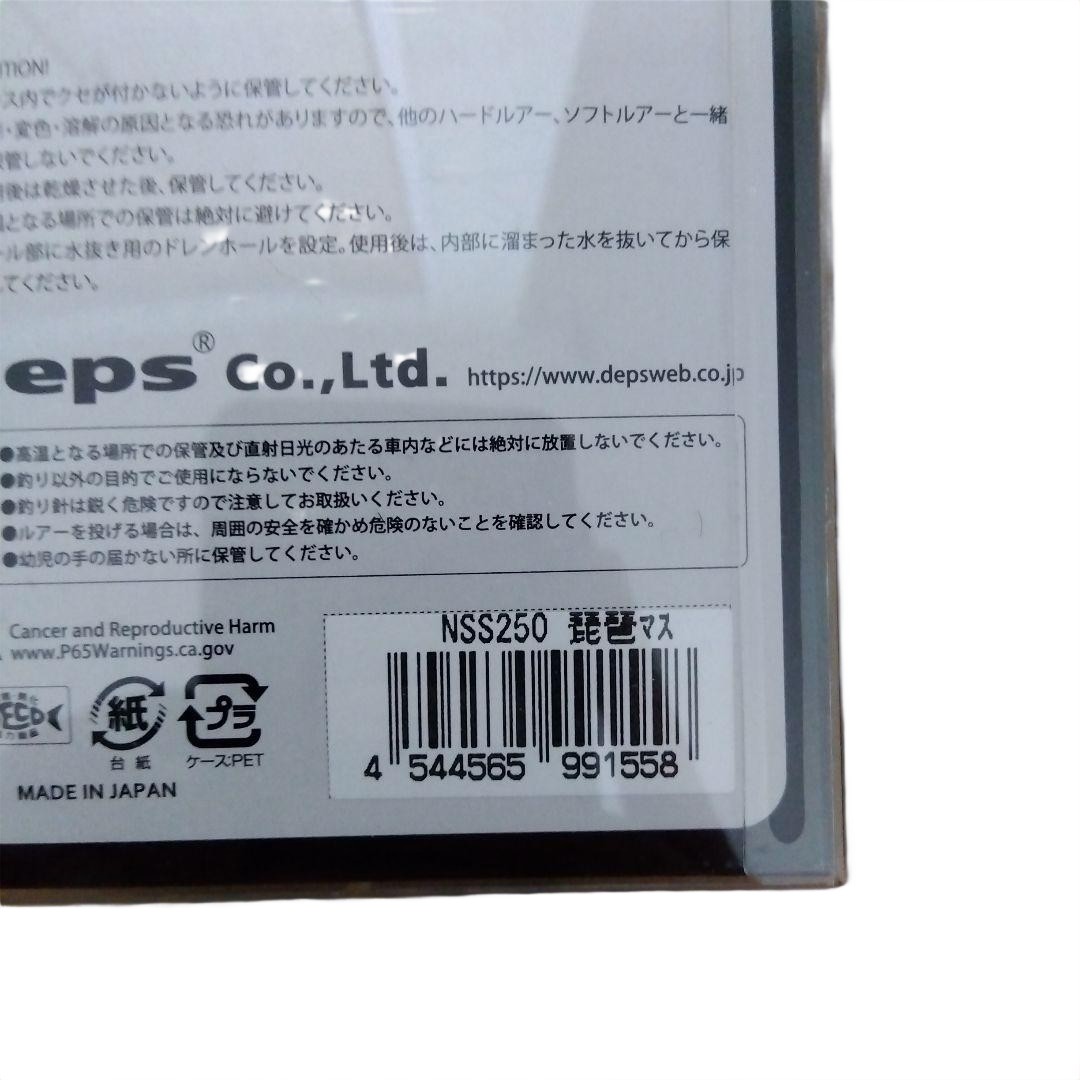 TION!
ス内でクセが付かないように保管してください。
・変色・溶解の原因となる恐れがありますので、他のハードルアー、ソフトルアーと一緒
管しないでください。
後は乾燥させた後、保管してください。
となる場所での保管は絶対に避けてください。
ール部に水抜き用のドレンホールを設定。使用後は、内部に溜まった水を抜いてから保
してください。
eps® Co.,Ltd. https://www.depsweb.co.jp
●高温となる場所での保管及び直射日光のあたる車内などには絶対に放置しないでください。
●釣り以外の目的でご使用にならないでください。
●釣り針は鋭く危険ですので注意してお取扱いください。
●ルアーを投げる場合は、周囲の安全を確かめ危険のないことを確認してください。
●幼児の手の届かない所に保管してください。
Cancer and Reproductive Harm
www.P65Warnings.ca.gov
NSS250 琵琶マス
4 544565 991558
ECO
紙
プラ
台紙
ケース:PET
MADE IN JAPAN